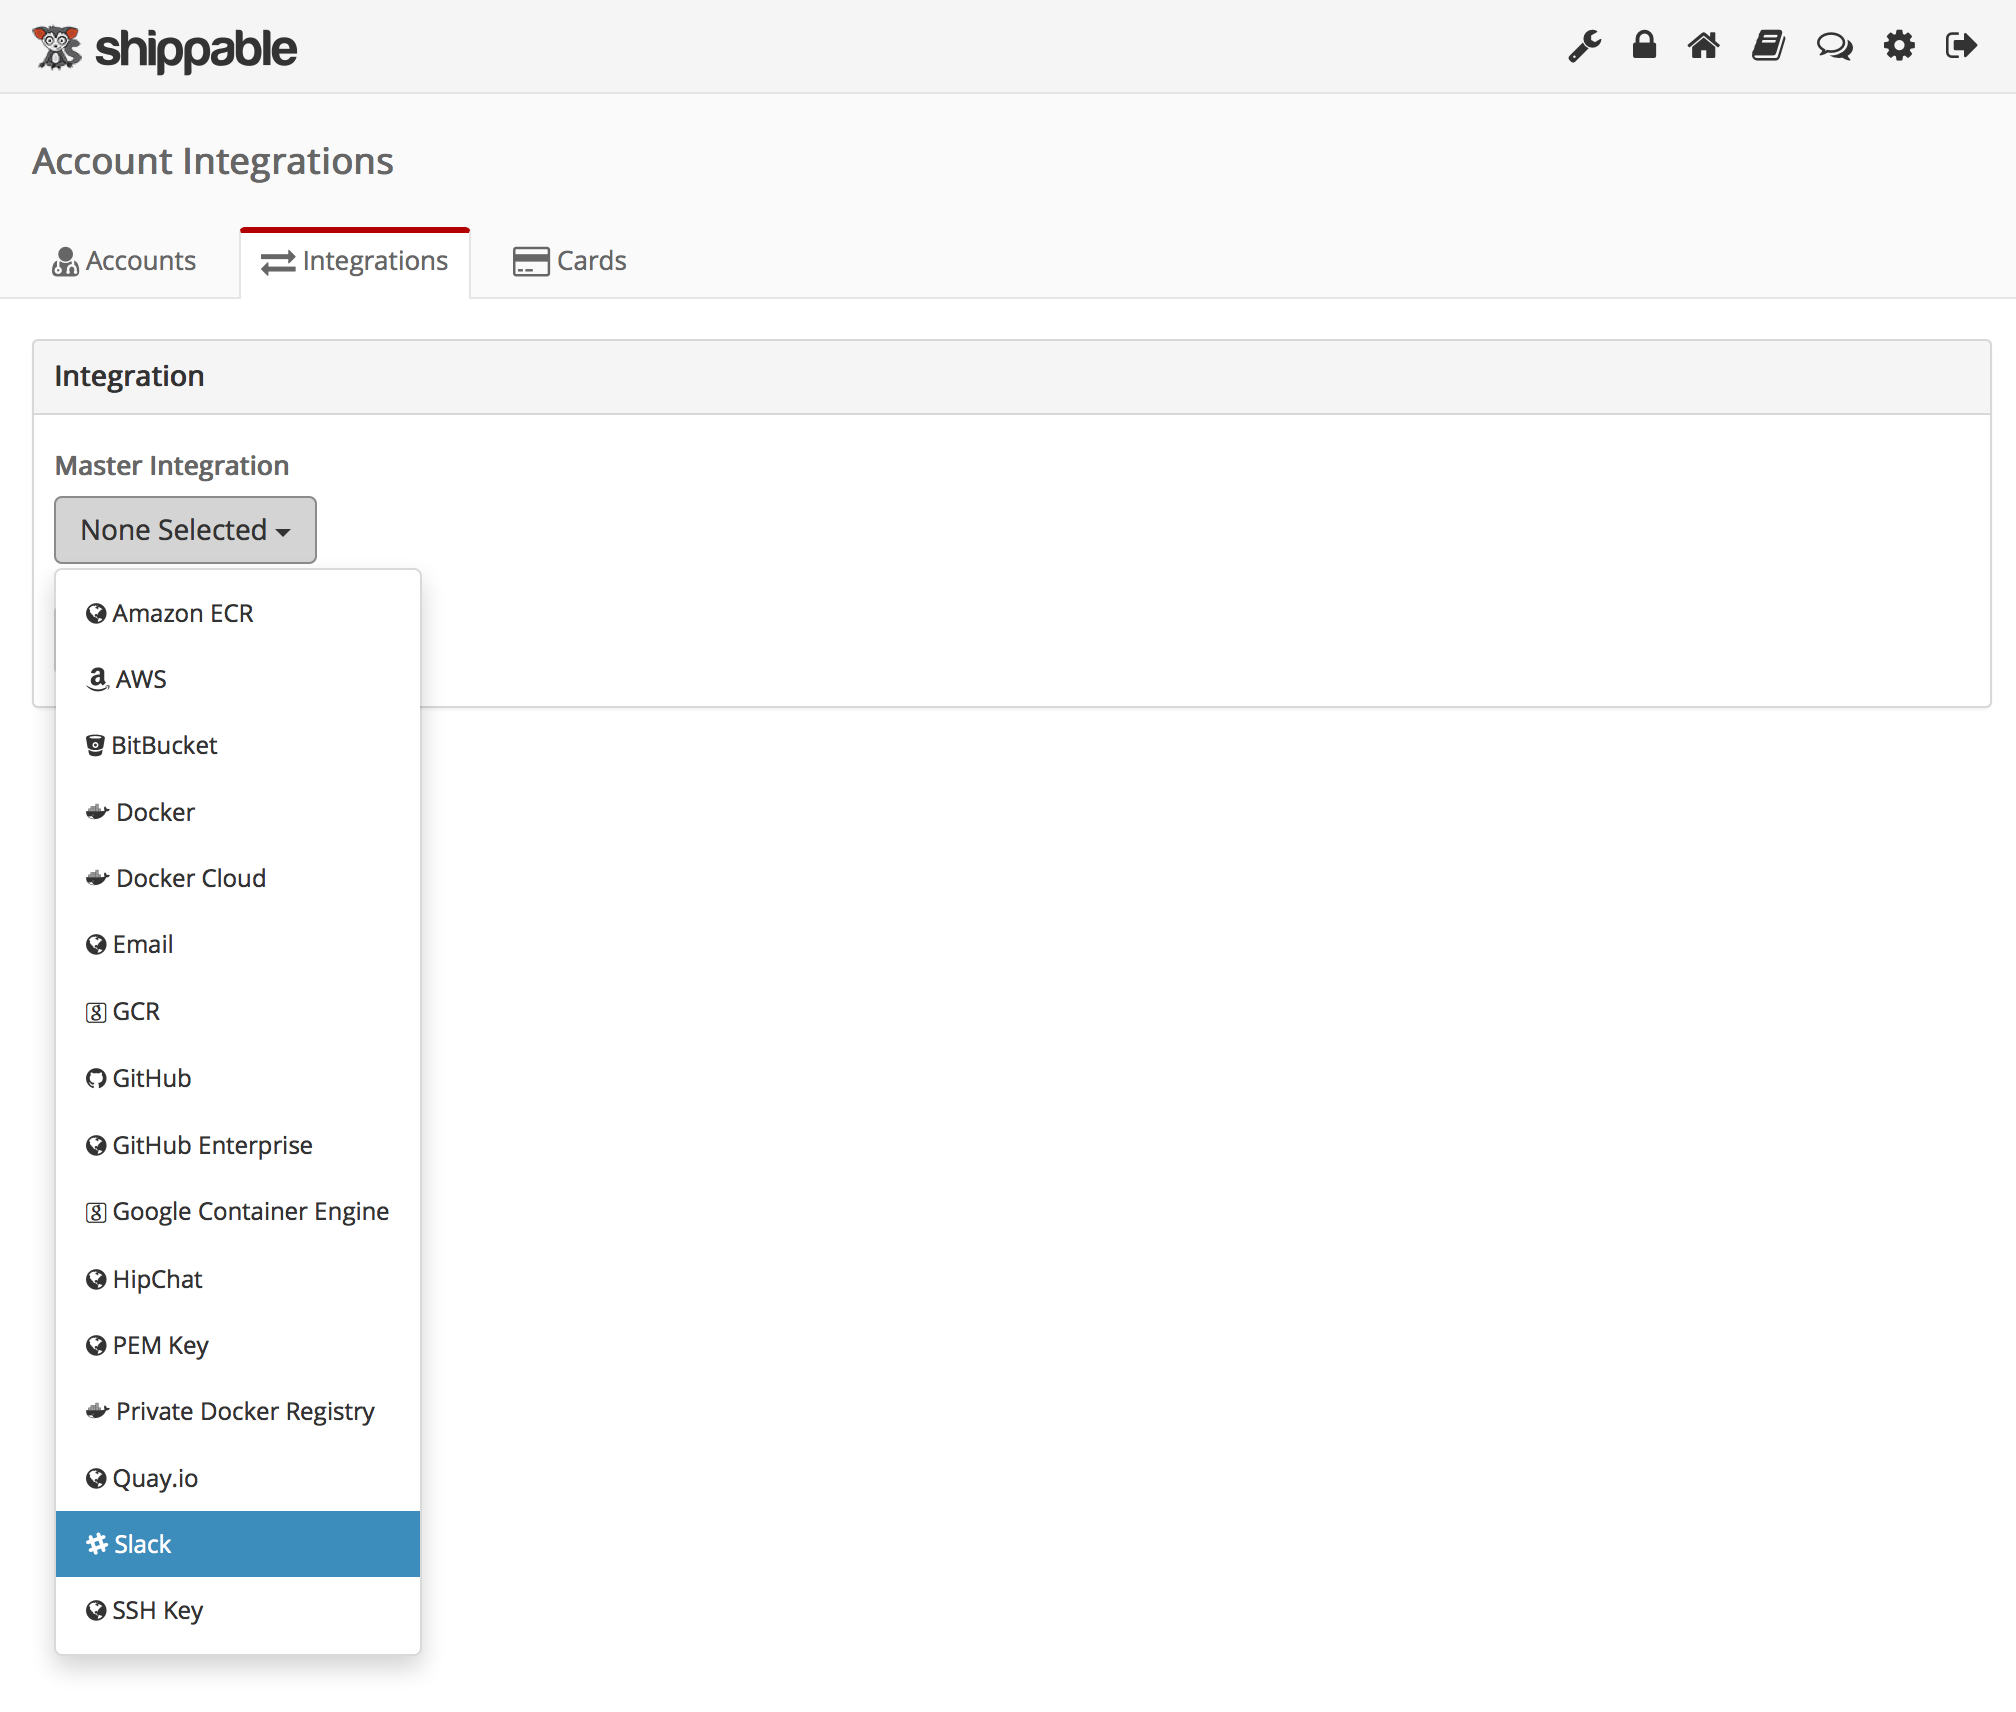 shippable
Account Integrations
Accounts
Integrations
Cards
Integration
Master Integration
None Selected
Amazon ECR
AWS
BitBucket
Docker
Docker Cloud
Email
GCR
GitHub
GitHub Enterprise
Google Container Engine
HipChat
PEM Key
Private Docker Registry
Quay.io
Slack
SSH Key